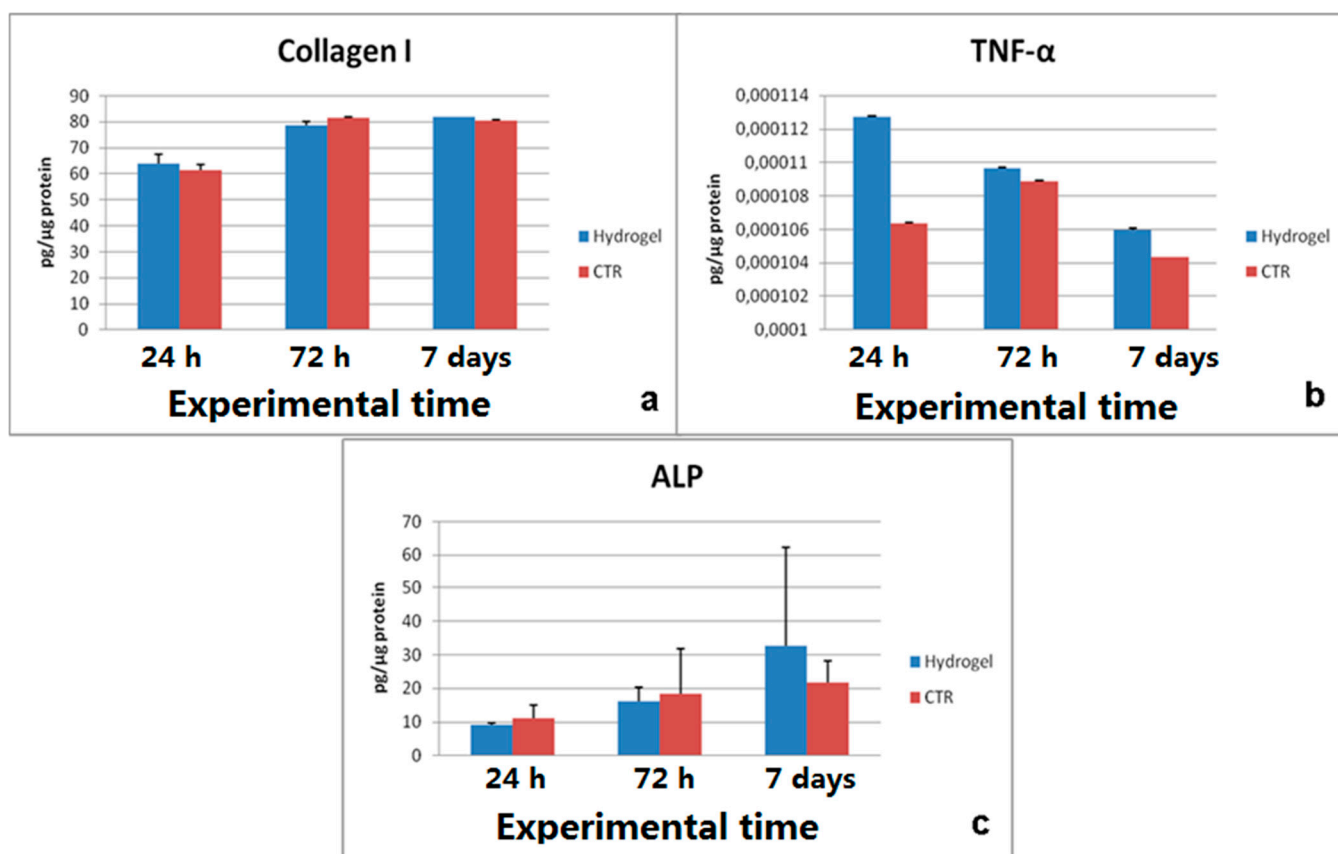 Collagen I
pg/µg protein
90
80
70
60
50
40
30
20
10
0
24 h 72 h 7 days
Experimental time
Hydrogel
CTR
a
TNF-α
pg/µg protein
0,000114
0,000112
0,00011
0,000108
0,000106
0,000104
0,000102
0,0001
24 h 72 h 7 days
Experimental time
Hydrogel
CTR
b
ALP
pg/µg protein
70
60
50
40
30
20
10
0
24 h 72 h 7 days
Experimental time
Hydrogel
CTR
c